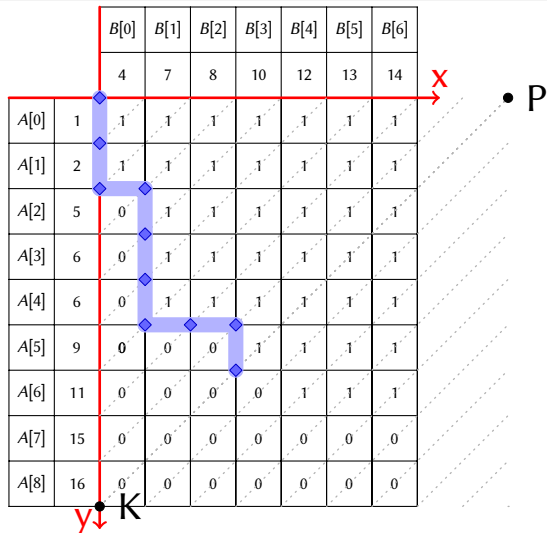 B[0] B[1] B[2] B[3] B[4] B[5] B[6]
4 7 8 10 12 13 14
x
P
A[0] 1 1 1 1 1 1 1 1
A[1] 2 1 1 1 1 1 1 1
A[2] 5 0 1 1 1 1 1 1
A[3] 6 0 1 1 1 1 1 1
A[4] 6 0 1 1 1 1 1 1
A[5] 9 0 0 0 1 1 1 1
A[6] 11 0 0 0 0 1 1 1
A[7] 15 0 0 0 0 0 0 0
A[8] 16 0 0 0 0 0 0 0
y K